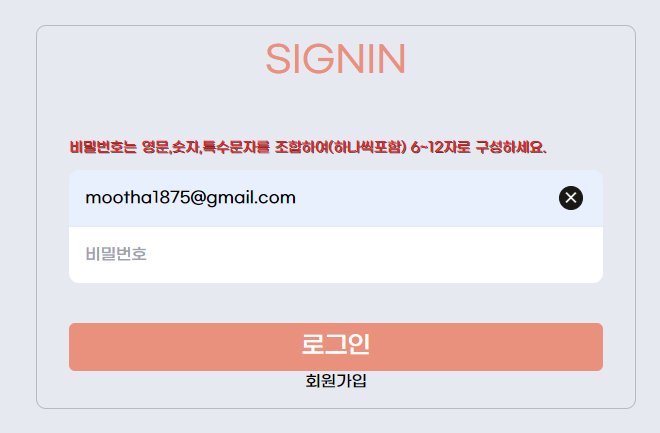 SIGNIN
비밀번호는 영문,숫자,특수문자를 조합하여(하나씩포함) 6~12자로 구성하세요.
mootha1875@gmail.com
비밀번호
로그인
회원가입